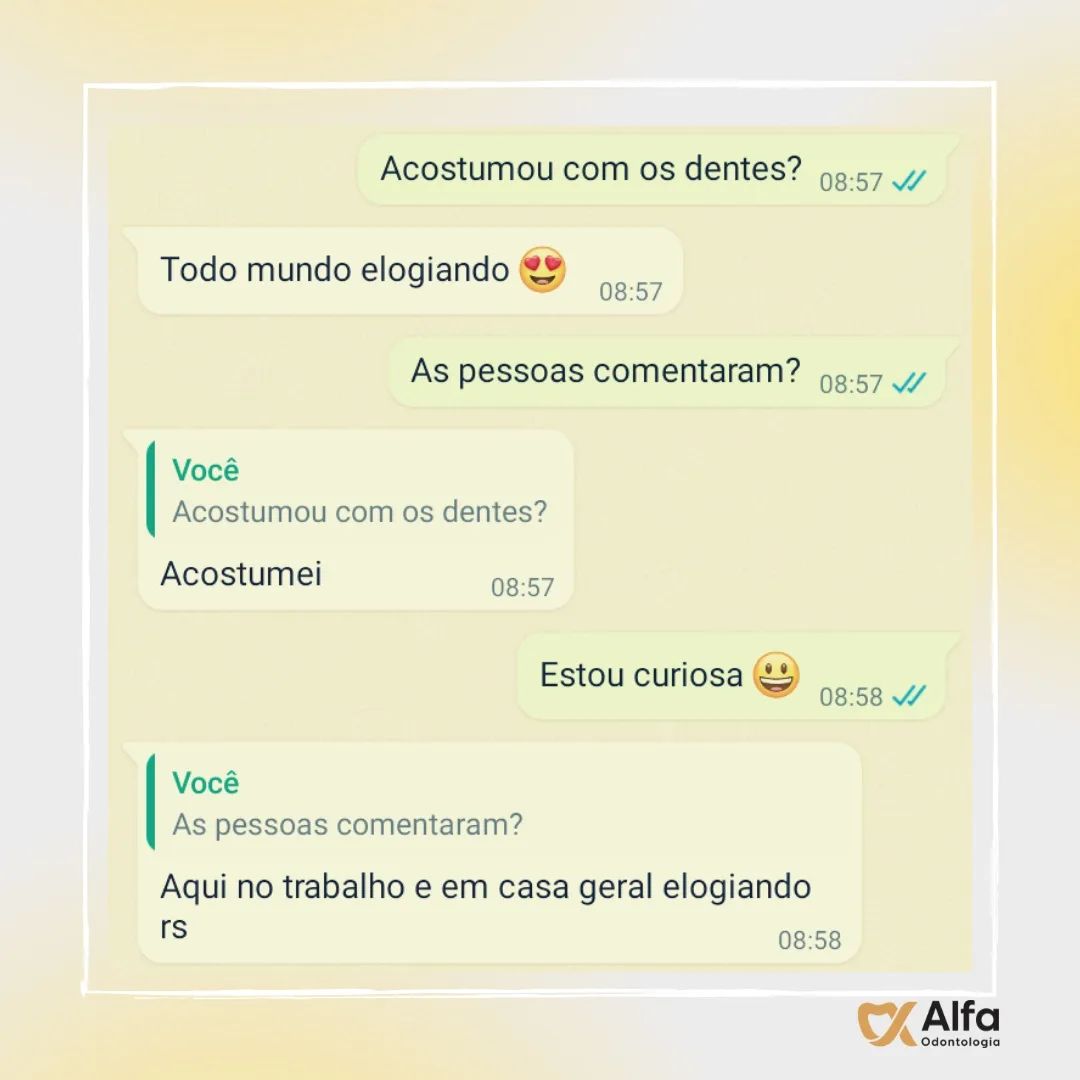 Acostumou com os dentes? 08:57
Todo mundo elogiando 😍 08:57
As pessoas comentaram? 08:57
Você
Acostumou com os dentes?
Acostumei 08:57
Estou curiosa 😃 08:58
Você
As pessoas comentaram?
Aqui no trabalho e em casa geral elogiando
rs 08:58
Alfa
Odontologia